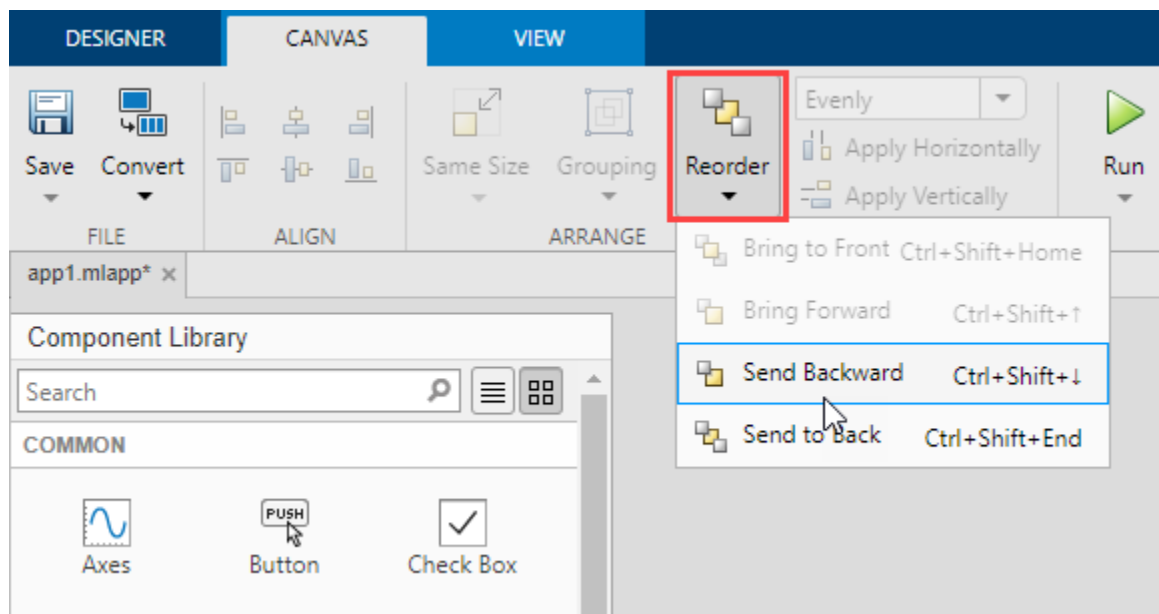 DESIGNER CANVAS VIEW
Evenly
Save Convert Same Size Grouping Reorder Apply Horizontally Run
Apply Vertically
FILE ALIGN ARRANGE
Bring to Front Ctrl+Shift+Home
app1.mlapp* ×
Bring Forward Ctrl+Shift+↑
Component Library
Send Backward Ctrl+Shift+↓
Search
Send to Back Ctrl+Shift+End
COMMON
PUSH
Axes Button Check Box